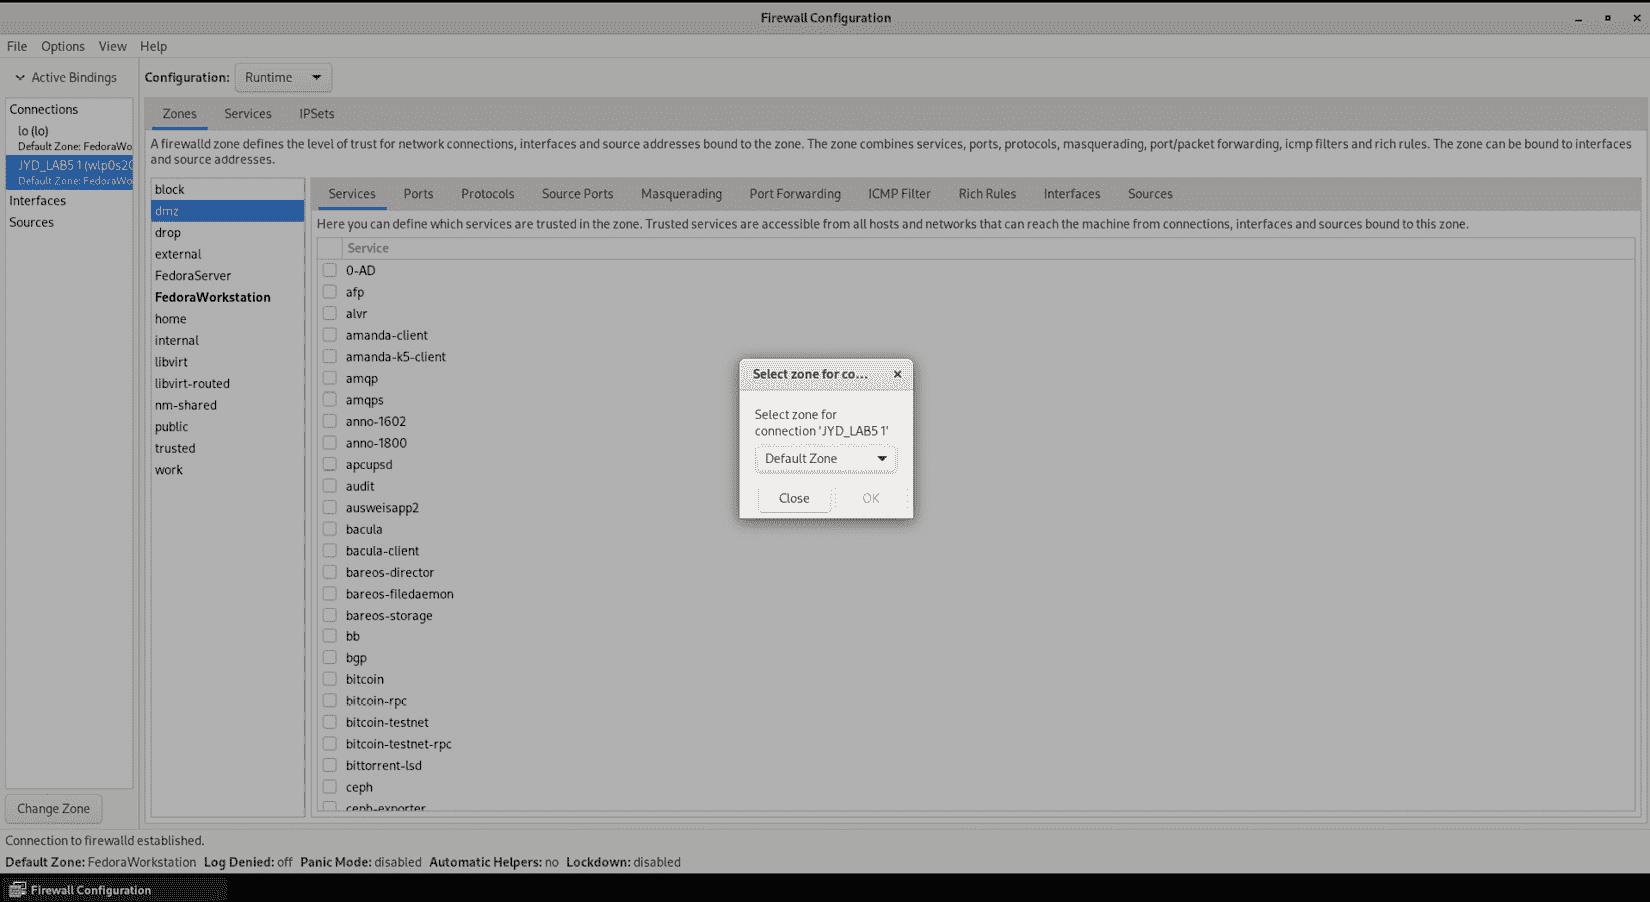 Firewall Configuration
File Options View Help
Active Bindings
Configuration: Runtime
Connections
lo (lo)
Default Zone: FedoraWo
JYD_LAB5 1 (wlp0s20
Default Zone: FedoraWo
Interfaces
Sources
Change Zone
Zones Services IPSets
A firewalld zone defines the level of trust for network connections, interfaces and source addresses bound to the zone. The zone combines services, ports, protocols, masquerading, port/packet forwarding, icmp filters and rich rules. The zone can be bound to interfaces
and source addresses.
block
dmz
drop
external
FedoraServer
FedoraWorkstation
home
internal
libvirt
libvirt-routed
nm-shared
public
trusted
work
Services Ports Protocols Source Ports Masquerading Port Forwarding ICMP Filter Rich Rules Interfaces Sources
Here you can define which services are trusted in the zone. Trusted services are accessible from all hosts and networks that can reach the machine from connections, interfaces and sources bound to this zone.
Service
0-AD
afp
alvr
amanda-client
amanda-k5-client
amqp
amqps
anno-1602
anno-1800
apcupsd
audit
ausweisapp2
bacula
bacula-client
bareos-director
bareos-filedaemon
bareos-storage
bb
bgp
bitcoin
bitcoin-rpc
bitcoin-testnet
bitcoin-testnet-rpc
bittorrent-lsd
ceph
ceph-exporter
Select zone for co...
Select zone for
connection 'JYD_LAB5 1'
Default Zone
Close OK
Connection to firewalld established.
Default Zone: FedoraWorkstation Log Denied: off Panic Mode: disabled Automatic Helpers: no Lockdown: disabled
Firewall Configuration